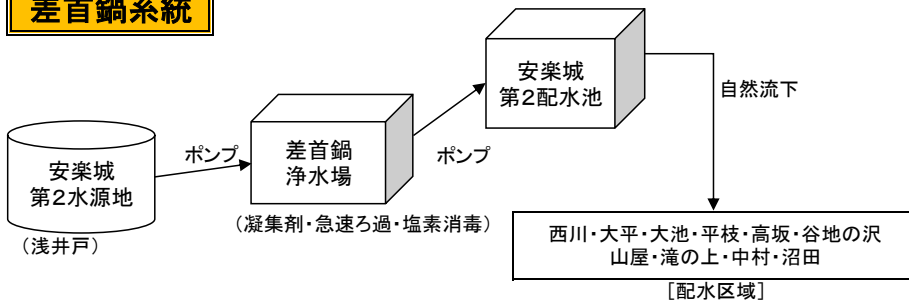 差首鍋系統
安楽城
第2配水池
自然流下
ポンプ
差首鍋
浄水場
ポンプ
安楽城
第2水源地
(凝集剤・急速ろ過・塩素消毒)
(浅井戸)
西川・大平・大池・平枝・高坂・谷地の沢
山屋・滝の上・中村・沼田
[配水区域]